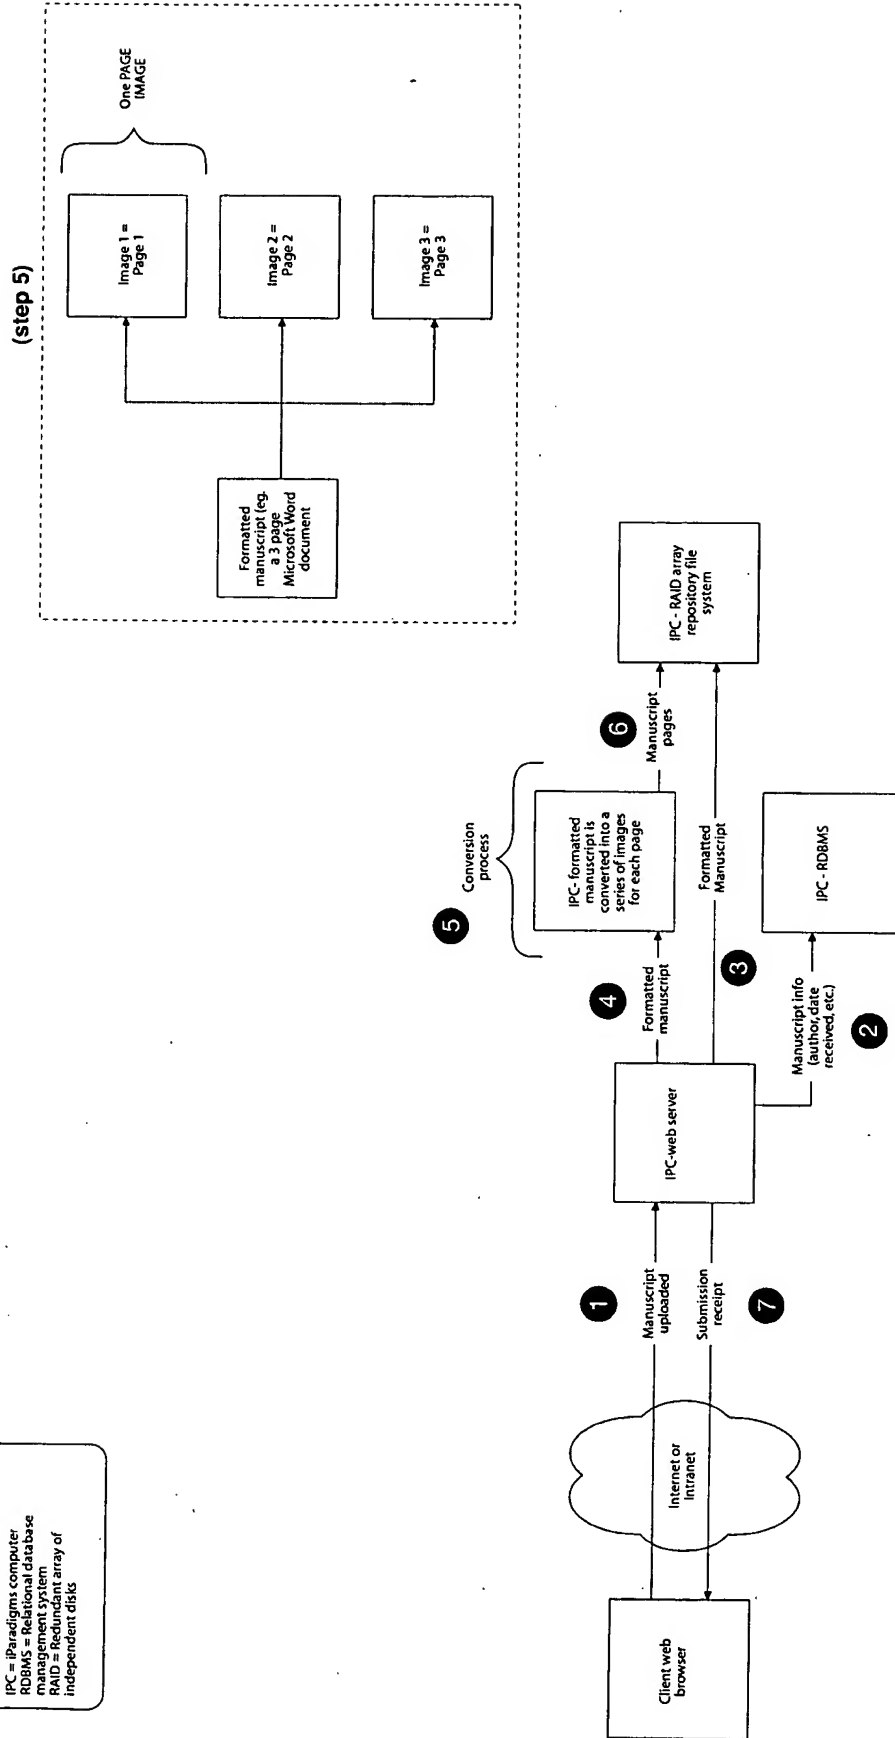 IPC = iParadigms computer
RDBMS = Relational database
management system
RAID = Redundant array of
independent disks
(step 5)
Formatted
manuscript (eg.
a 3 page
Microsoft Word
document
Image 1 =
Page 1
Image 2 =
Page 2
Image 3 =
Page 3
One PAGE
IMAGE
Client web
browser
Internet or
Intranet
1
Manuscript
uploaded
Submission
receipt
7
IPC-web server
4
Formatted
manuscript
3
Formatted
Manuscript
Manuscript info
(author, date
received, etc.)
2
5
Conversion
process
IPC- formatted
manuscript is
converted into a
series of images
for each page
6
Manuscript
pages
IPC - RAID array
repository file
system
IPC - RDBMS